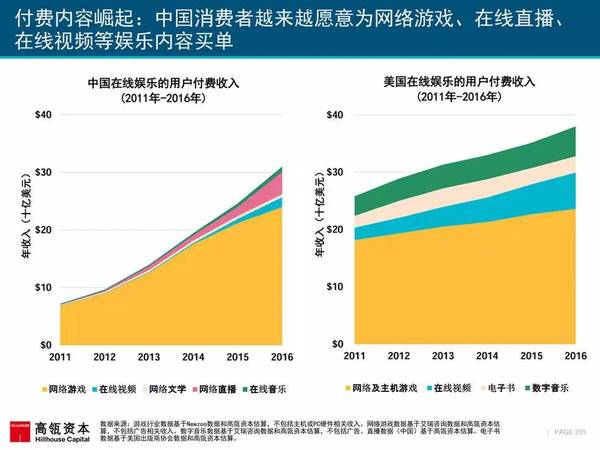 付费内容崛起：中国消费者越来越愿意为网络游戏、在线直播、
在线视频等娱乐内容买单
中国在线娱乐的用户付费收入
(2011年-2016年)
年收入（十亿美元）
$40
$30
$20
$10
$0
2011 2012 2013 2014 2015 2016
网络游戏 在线视频 网络文学 网络直播 在线音乐
美国在线娱乐的用户付费收入
(2011年-2016年)
年收入（十亿美元）
$40
$30
$20
$10
$0
2011 2012 2013 2014 2015 2016
网络及主机游戏 在线视频 电子书 数字音乐
HILLHOUSE
高瓴资本
Hillhouse Capital
数据来源：游戏行业数据基于Newzoo数据和高瓴资本估算，不包括主机或PC硬件相关收入。网络游戏数据基于艾瑞咨询数据和高瓴资本估
算，不包括广告相关收入。数字音乐数据基于艾瑞咨询数据和高瓴资本估算，不包括广告。直播数据（中国）基于高瓴资本估算。电子书
数据基于美国出版商协会数据和高瓴资本估算。
| PAGE 205